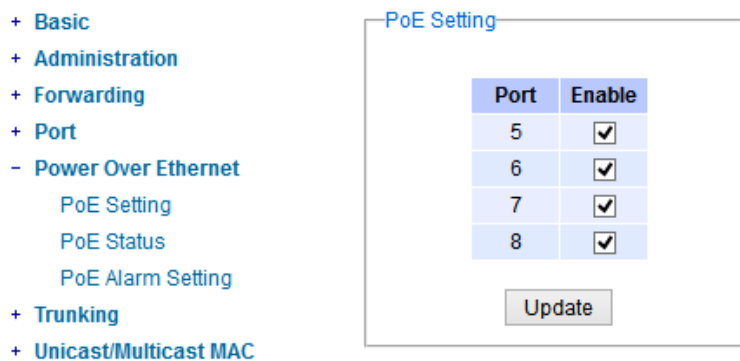 + Basic
+ Administration
+ Forwarding
+ Port
− Power Over Ethernet
PoE Setting
PoE Status
PoE Alarm Setting
+ Trunking
+ Unicast/Multicast MAC
PoE Setting
Port Enable
5
6
7
8
Update